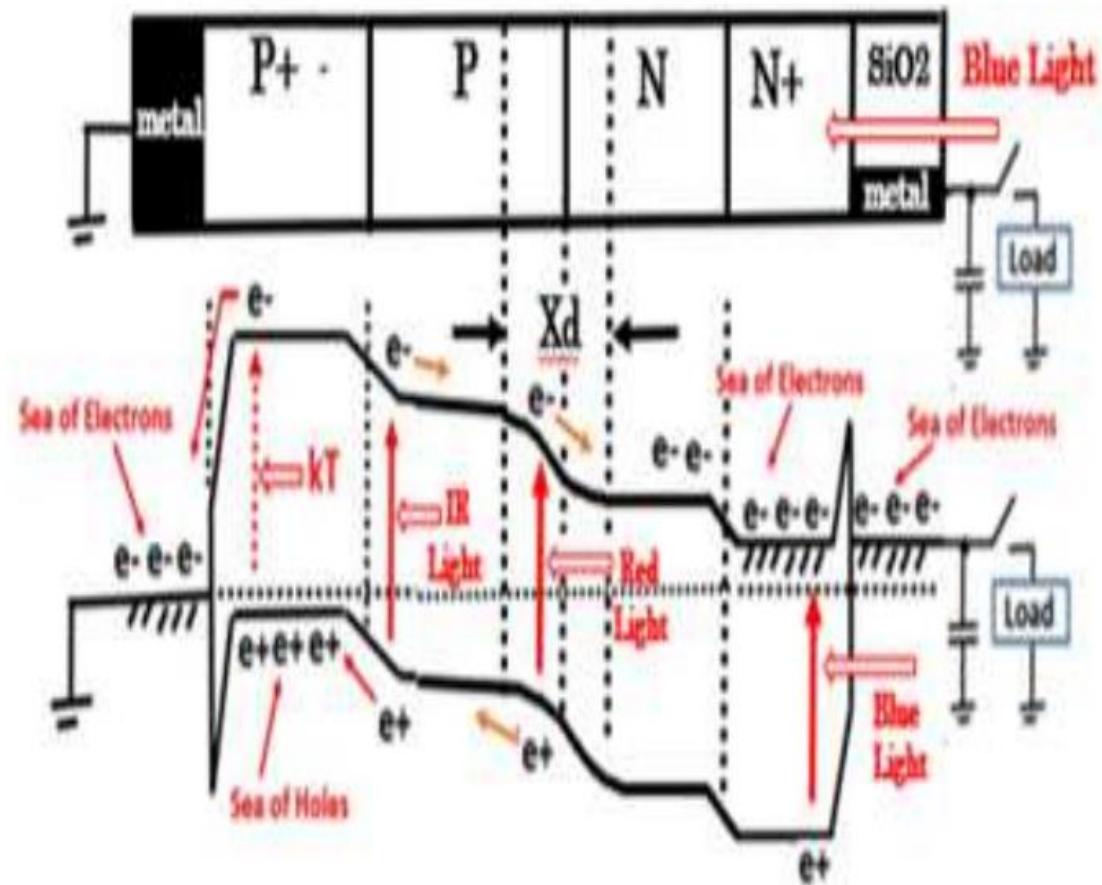 P+ -
P
N
N+
SiO2
Blue Light
metal
metal
Load
Xd
e-
e-
e-
e- e-
Sea of Electrons
Sea of Electrons
Sea of Electrons
kT
IR
Light
Red
Light
e- e- e-
e- e- e-
e- e- e-
e+e+ e+
e+
e+
Sea of Holes
Blue
Light
e+
Load